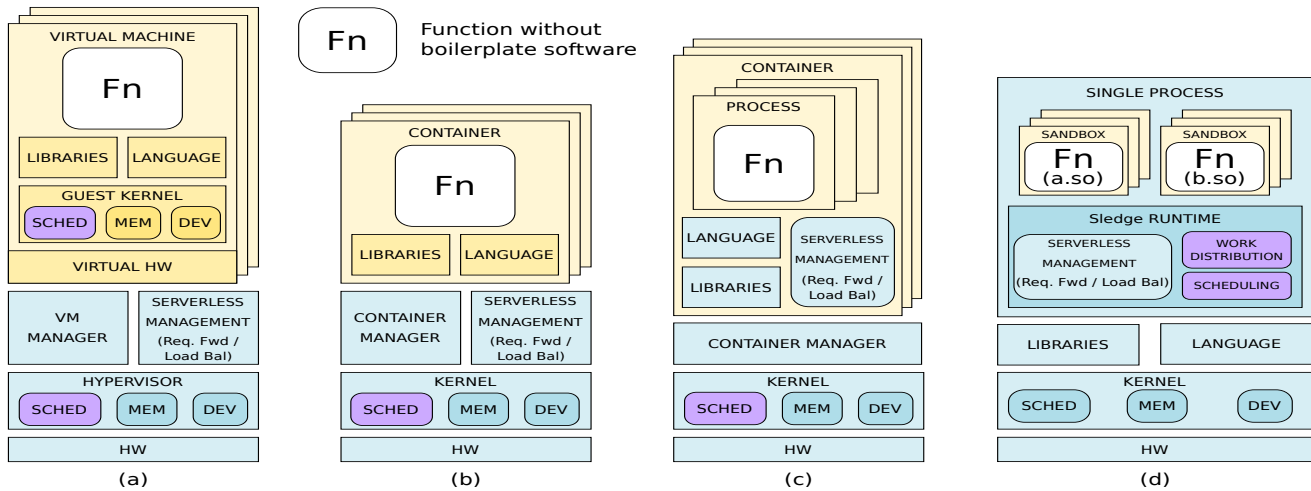 VIRTUAL MACHINE
Fn
LIBRARIES
LANGUAGE
GUEST KERNEL
SCHED
MEM
DEV
VIRTUAL HW
VM
MANAGER
SERVERLESS
MANAGEMENT
(Req. Fwd /
Load Bal)
HYPERVISOR
SCHED
MEM
DEV
HW
(a)
Fn
Function without
boilerplate software
CONTAINER
Fn
LIBRARIES
LANGUAGE
CONTAINER
MANAGER
SERVERLESS
MANAGEMENT
(Req. Fwd /
Load Bal)
KERNEL
SCHED
MEM
DEV
HW
(b)
CONTAINER
PROCESS
Fn
LANGUAGE
LIBRARIES
SERVERLESS
MANAGEMENT
(Req. Fwd /
Load Bal)
CONTAINER MANAGER
KERNEL
SCHED
MEM
DEV
HW
(c)
SINGLE PROCESS
SANDBOX
Fn
(a.so)
SANDBOX
Fn
(b.so)
Sledge RUNTIME
SERVERLESS
MANAGEMENT
(Req. Fwd / Load Bal)
WORK
DISTRIBUTION
SCHEDULING
LIBRARIES
LANGUAGE
KERNEL
SCHED
MEM
DEV
HW
(d)